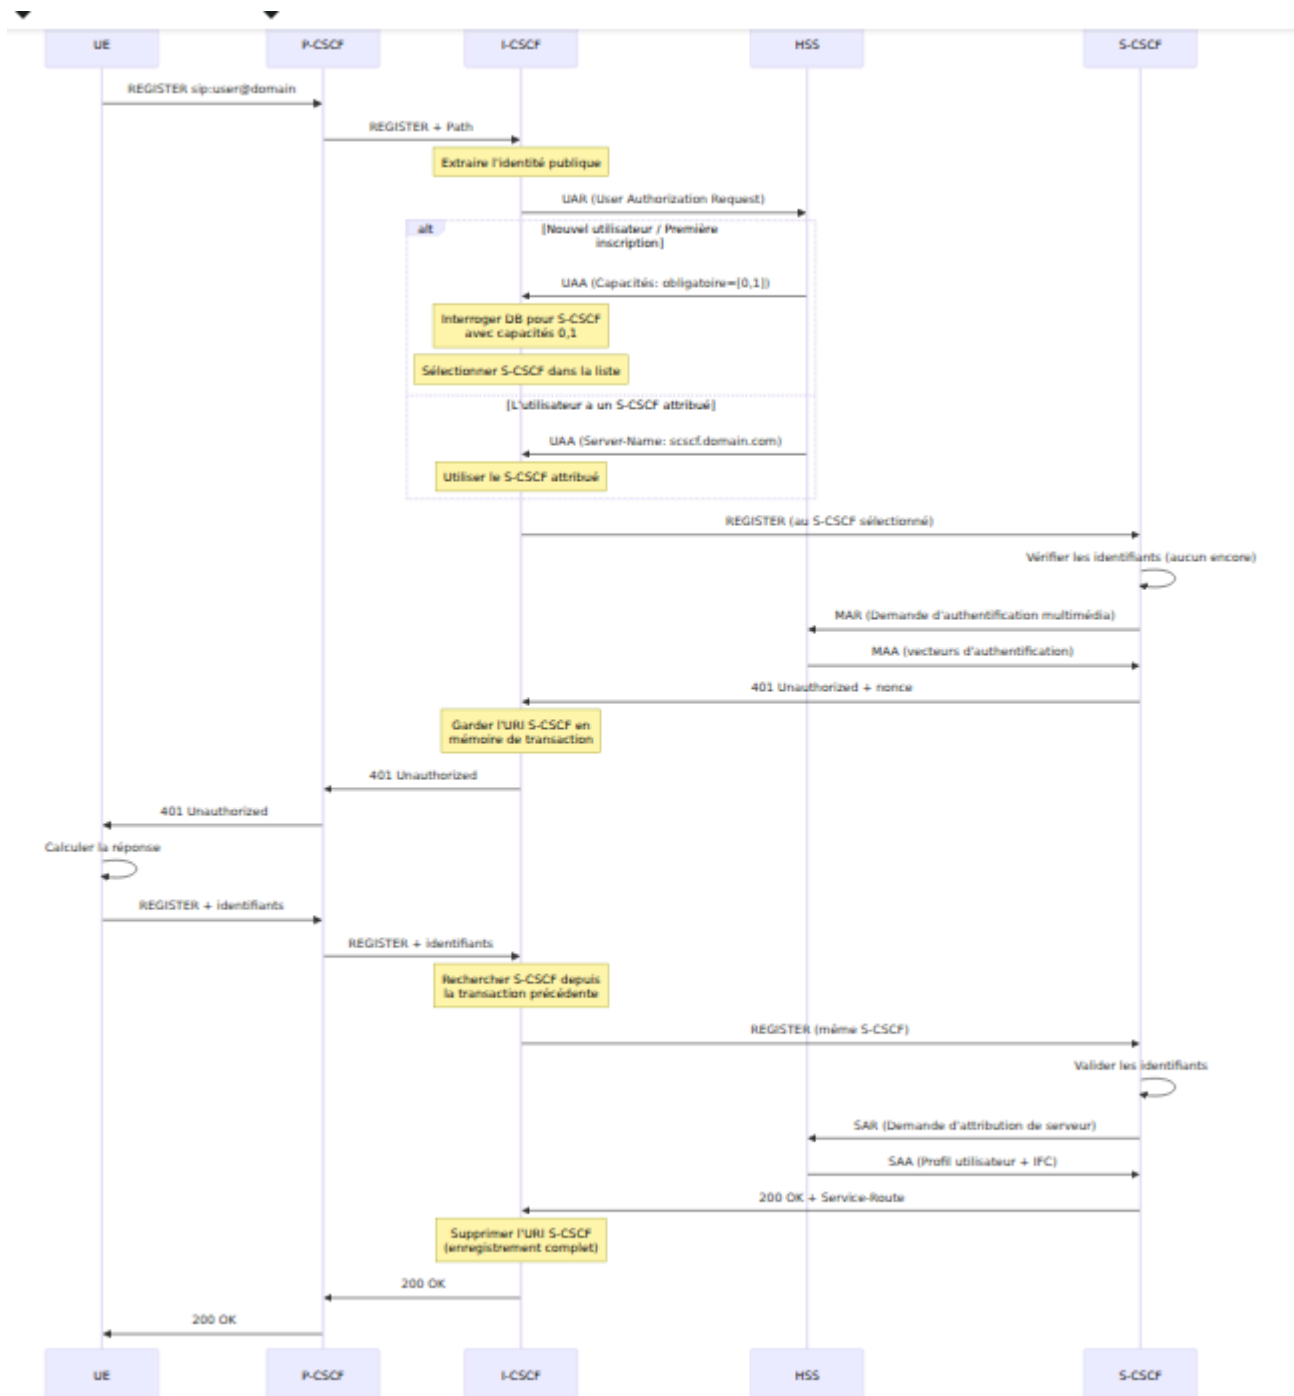 UE
P-CSCF
I-CSCF
HSS
S-CSCF
REGISTER sip:user@domain
REGISTER + Path
Extraire l'identité publique
UAR (User Authorization Request)
alt
[Nouvel utilisateur / Première
inscription]
UAA (Capacités: obligatoire=[0,1])
Interroger DB pour S-CSCF
avec capacités 0,1
Sélectionner S-CSCF dans la liste
[L'utilisateur a un S-CSCF attribué]
UAA (Server-Name: scscf.domain.com)
Utiliser le S-CSCF attribué
REGISTER (au S-CSCF sélectionné)
Vérifier les identifiants (aucun encore)
MAR (Demande d'authentification multimédia)
MAA (vecteurs d'authentification)
401 Unauthorized + nonce
Garder l'URI S-CSCF en
mémoire de transaction
401 Unauthorized
401 Unauthorized
Calculer la réponse
REGISTER + identifiants
REGISTER + identifiants
Rechercher S-CSCF depuis
la transaction précédente
REGISTER (même S-CSCF)
Valider les identifiants
SAR (Demande d'attribution de serveur)
SAA (Profil utilisateur + IFC)
200 OK + Service-Route
Supprimer l'URI S-CSCF
(enregistrement complet)
200 OK
200 OK
UE
P-CSCF
I-CSCF
HSS
S-CSCF